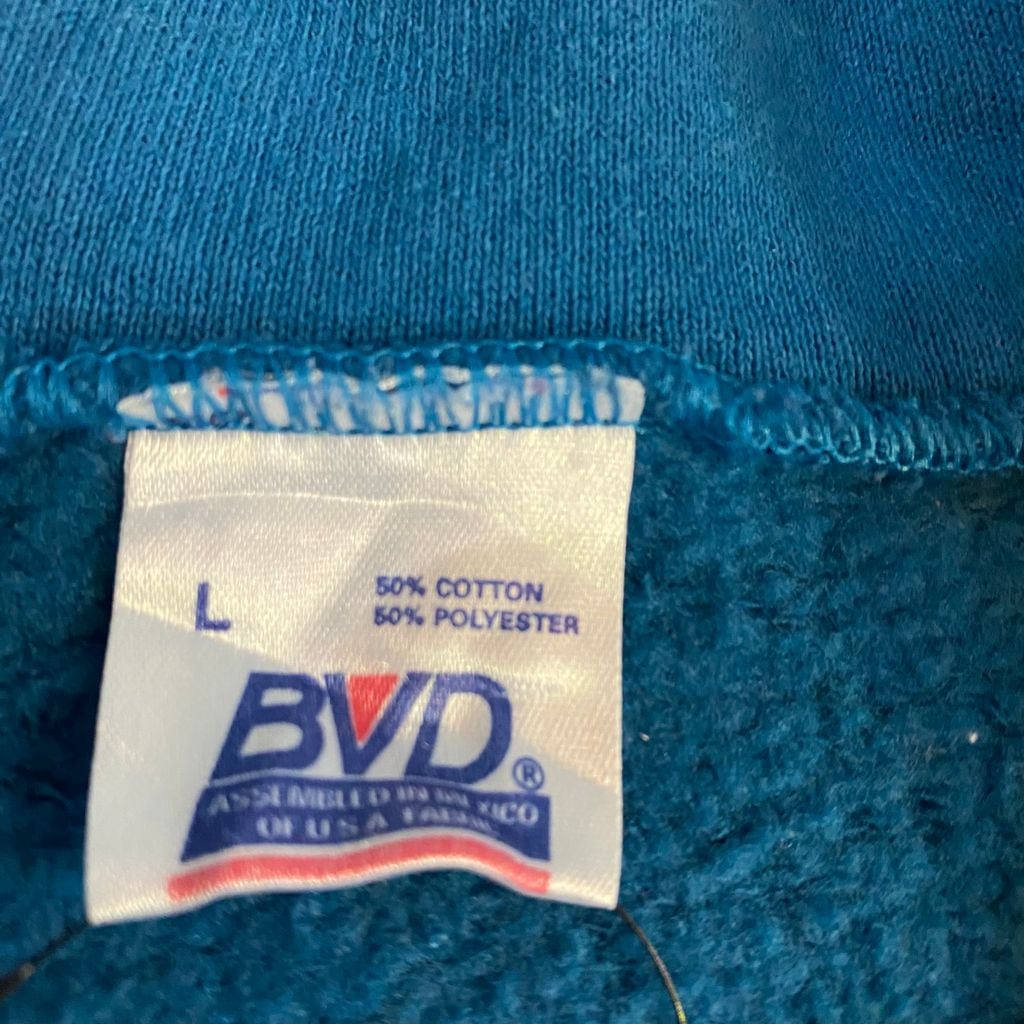 L
50% COTTON
50% POLYESTER
BVD®
ASSEMBLED IN MEXICO
OF U S A FABRIC